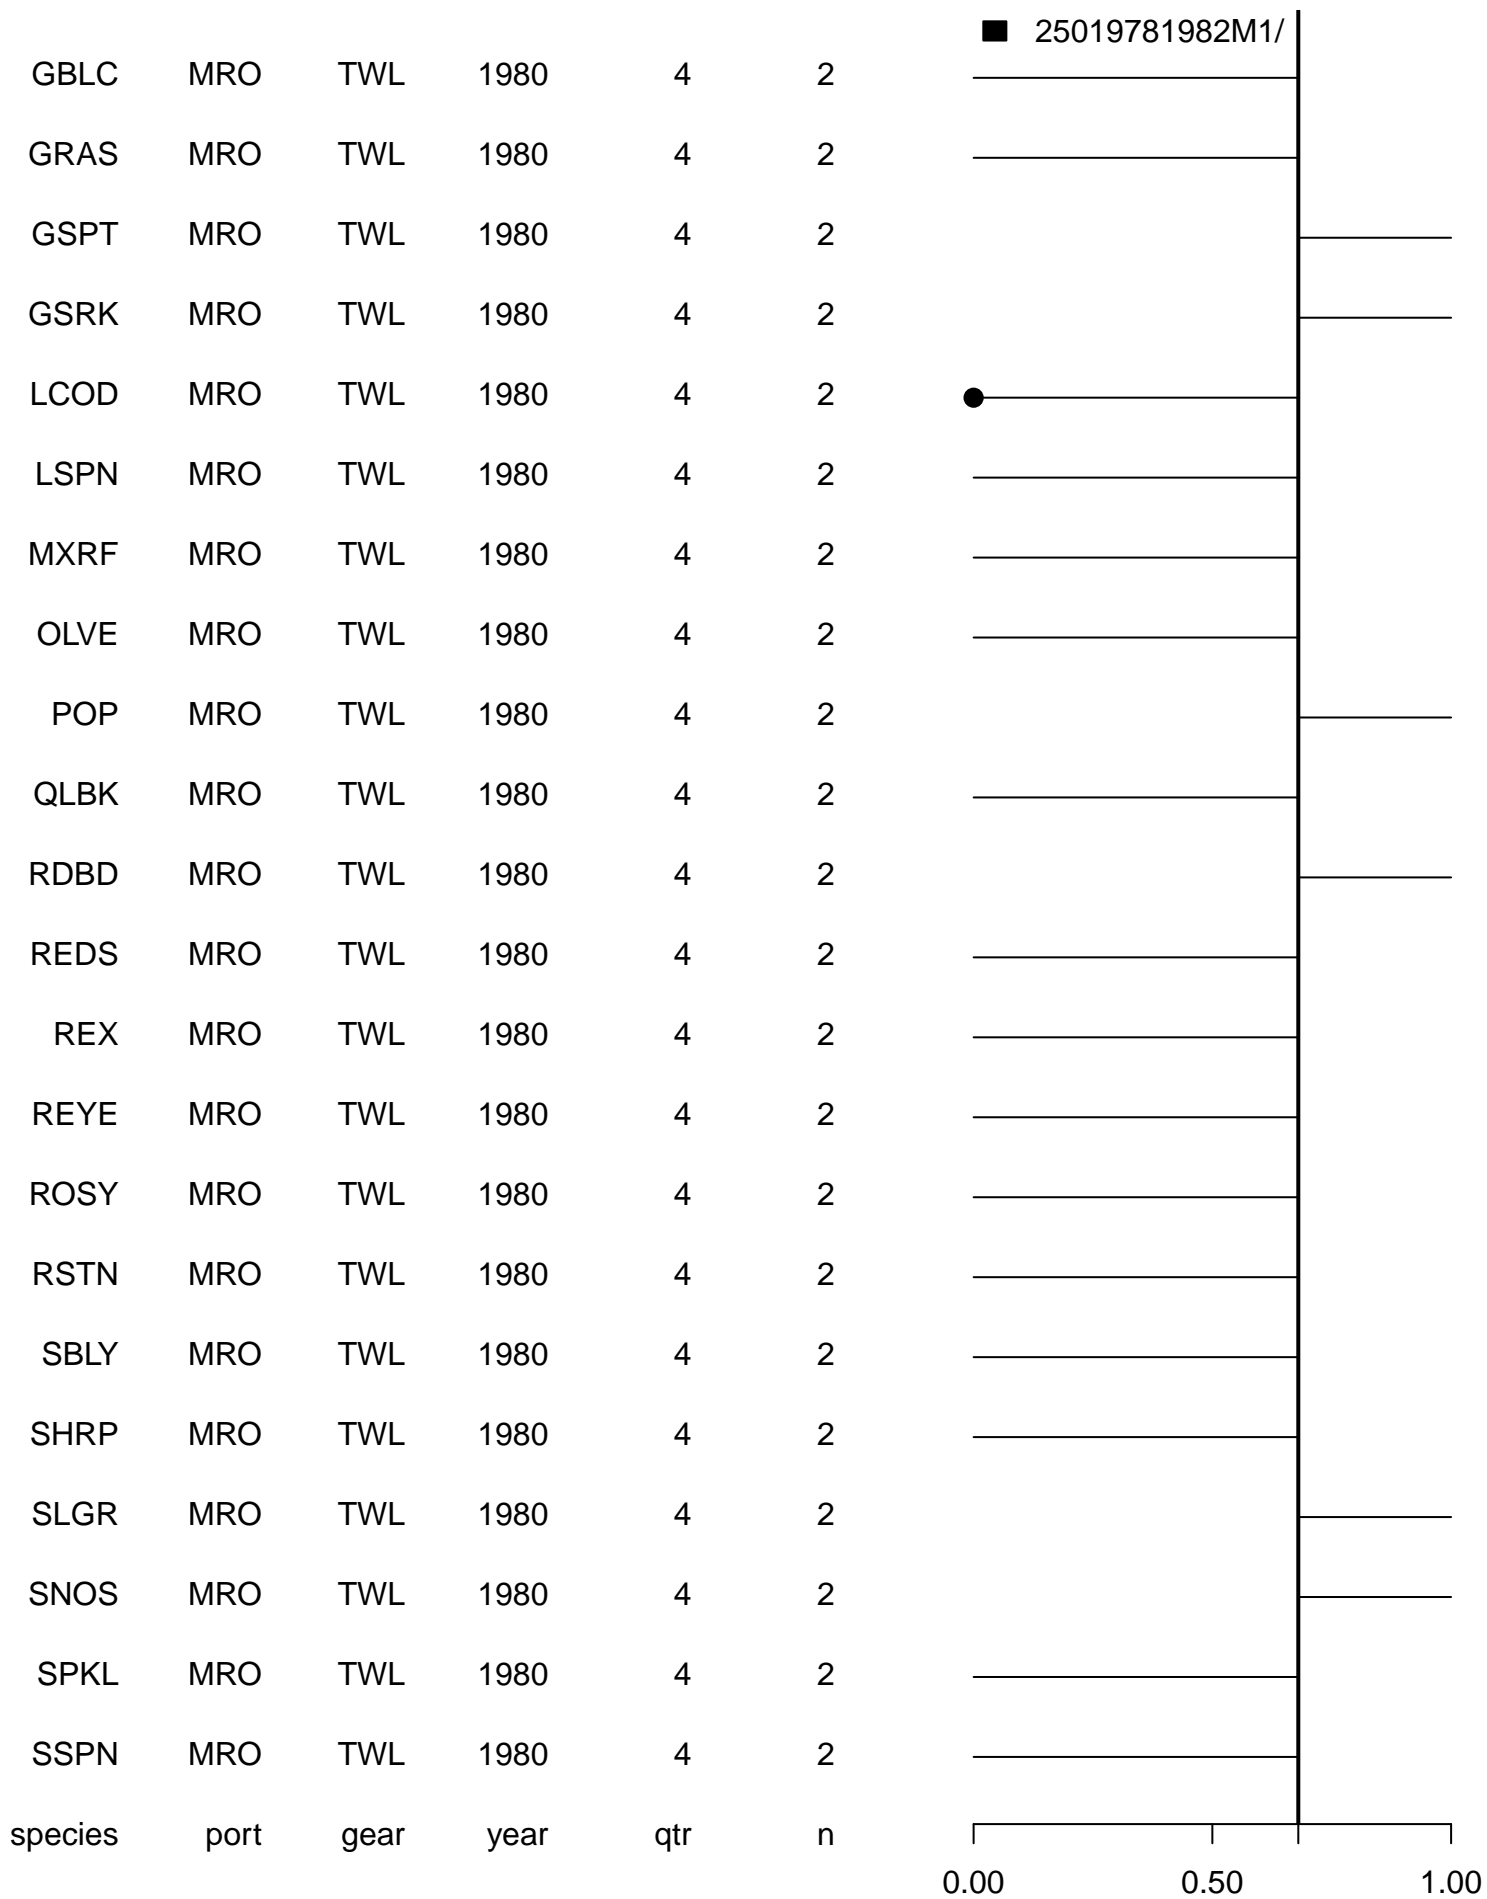 25019781982M1/
GBLC MRO TWL 1980 4 2
GRAS MRO TWL 1980 4 2
GSPT MRO TWL 1980 4 2
GSRK MRO TWL 1980 4 2
LCOD MRO TWL 1980 4 2
LSPN MRO TWL 1980 4 2
MXRF MRO TWL 1980 4 2
OLVE MRO TWL 1980 4 2
POP MRO TWL 1980 4 2
QLBK MRO TWL 1980 4 2
RDBD MRO TWL 1980 4 2
REDS MRO TWL 1980 4 2
REX MRO TWL 1980 4 2
REYE MRO TWL 1980 4 2
ROSY MRO TWL 1980 4 2
RSTN MRO TWL 1980 4 2
SBLY MRO TWL 1980 4 2
SHRP MRO TWL 1980 4 2
SLGR MRO TWL 1980 4 2
SNOS MRO TWL 1980 4 2
SPKL MRO TWL 1980 4 2
SSPN MRO TWL 1980 4 2
species port gear year qtr n
0.00 0.50 1.00